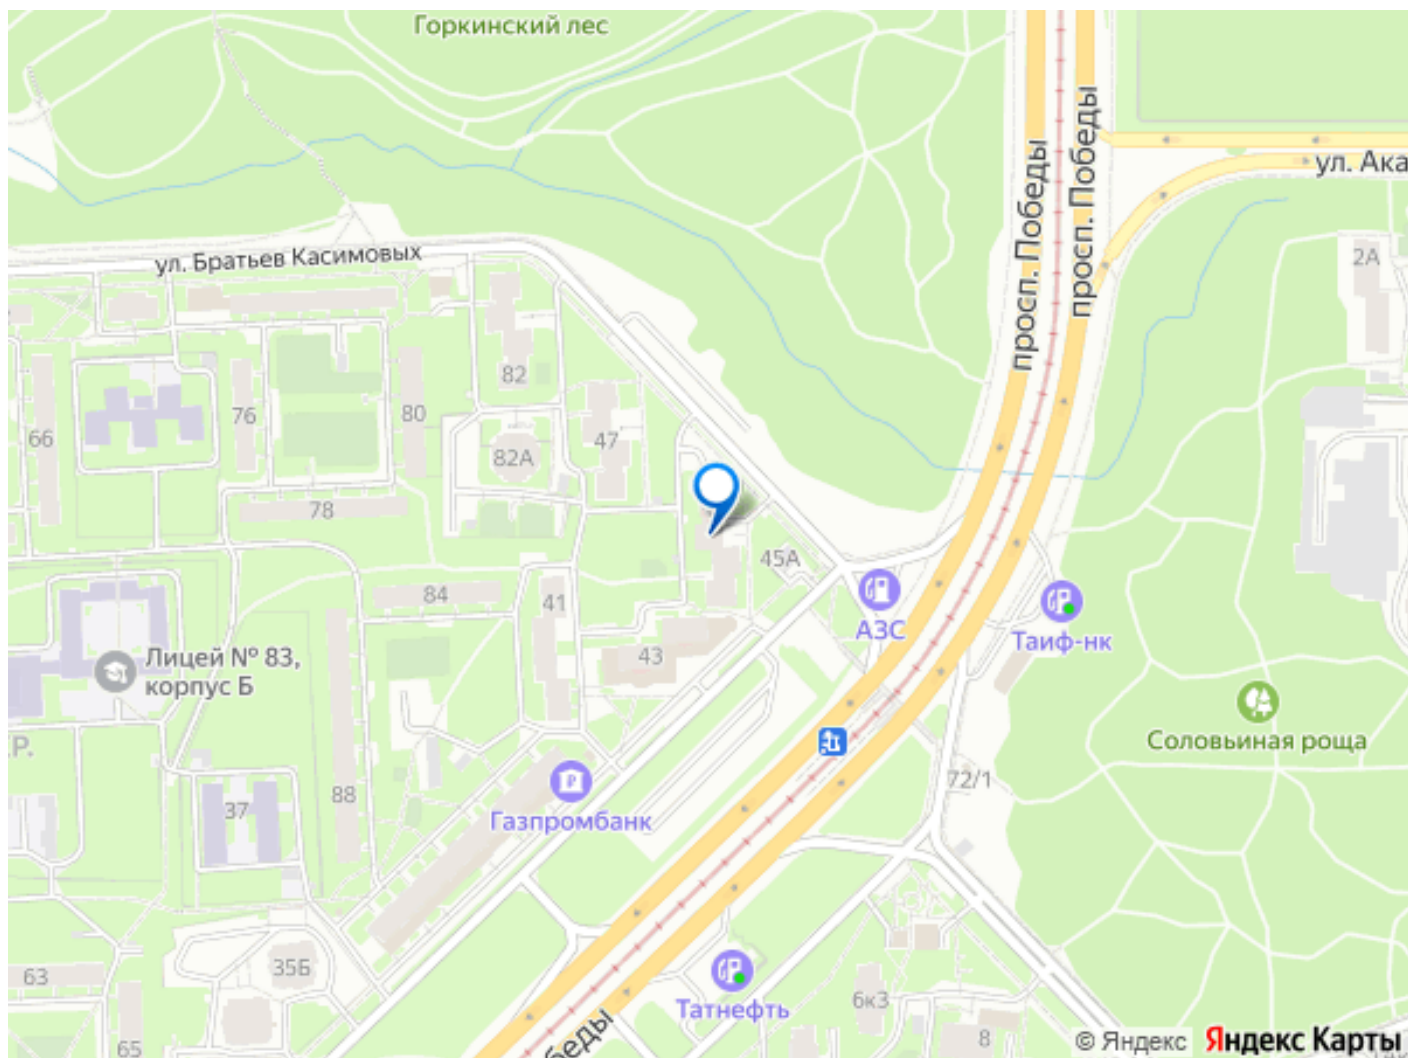 Горкинский лес
просп. Победы
просп. Победы
ул. Ака
ул. Братьев Касимовых
2А
82
76
80
66
47
82А
78
45А
84
41
АЗС
Таиф-нк
43
Лицей № 83,
корпус Б
Р.
Соловьиная роща
72/1
88
37
Газпромбанк
35Б
63
Татнефть
6к3
65
беды
8
© Яндекс
Яндекс Карты